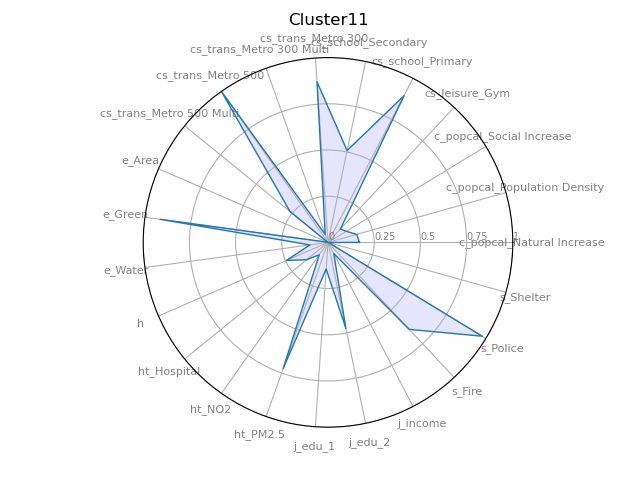 Cluster11
cs_trans_Metro 300
cs_school_Secondary
cs_trans_Metro 300 Multi
cs_school_Primary
cs_trans_Metro 500
cs_leisure_Gym
cs_trans_Metro 500 Multi
c_popcal_Social Increase
e_Area
c_popcal_Population Density
e_Green
0 0.25 0.5 0.75 1
c_popcal_Natural Increase
e_Water
s_Shelter
h
s_Police
ht_Hospital
s_Fire
ht_NO2
j_income
ht_PM2.5
j_edu_2
j_edu_1